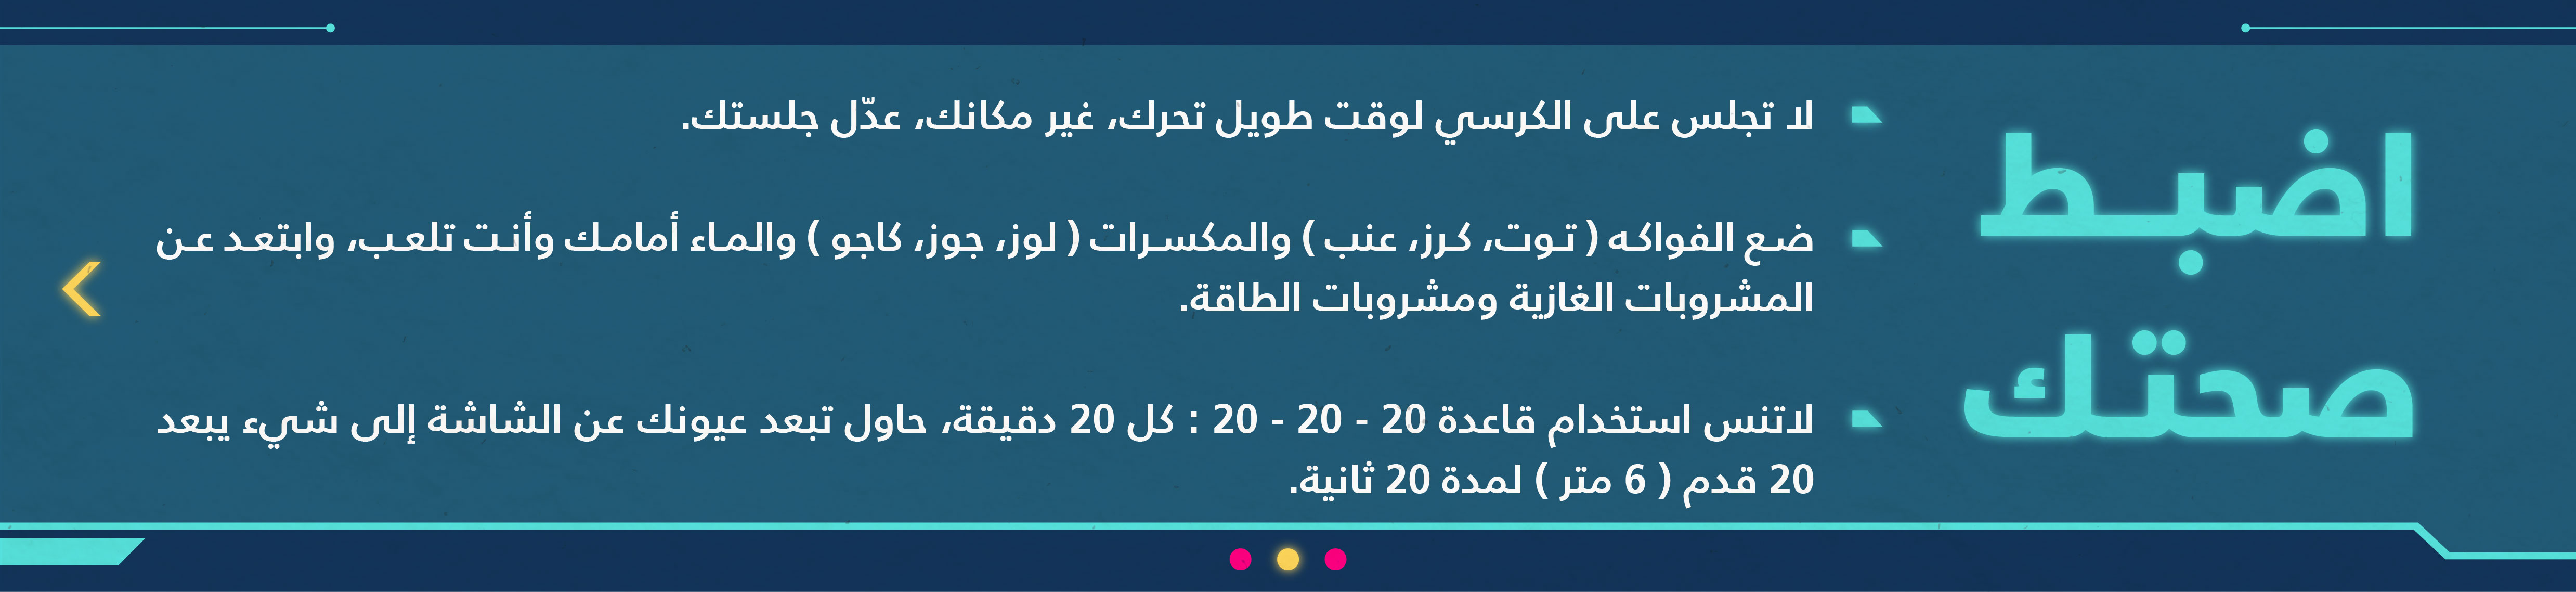 اضبط
صحتك
لا تجلس على الكرسي لوقت طويل تحرك، غير مكانك، عدّل جلستك.
ضع الفواكه ( توت، كرز، عنب ) والمكسرات ( لوز، جوز، كاجو ) والماء أمامك وأنت تلعب، وابتعد عن
المشروبات الغازية ومشروبات الطاقة.
لاتنس استخدام قاعدة 20 - 20 - 20 : كل 20 دقيقة، حاول تبعد عيونك عن الشاشة إلى شيء يبعد
20 قدم ( 6 متر ) لمدة 20 ثانية.